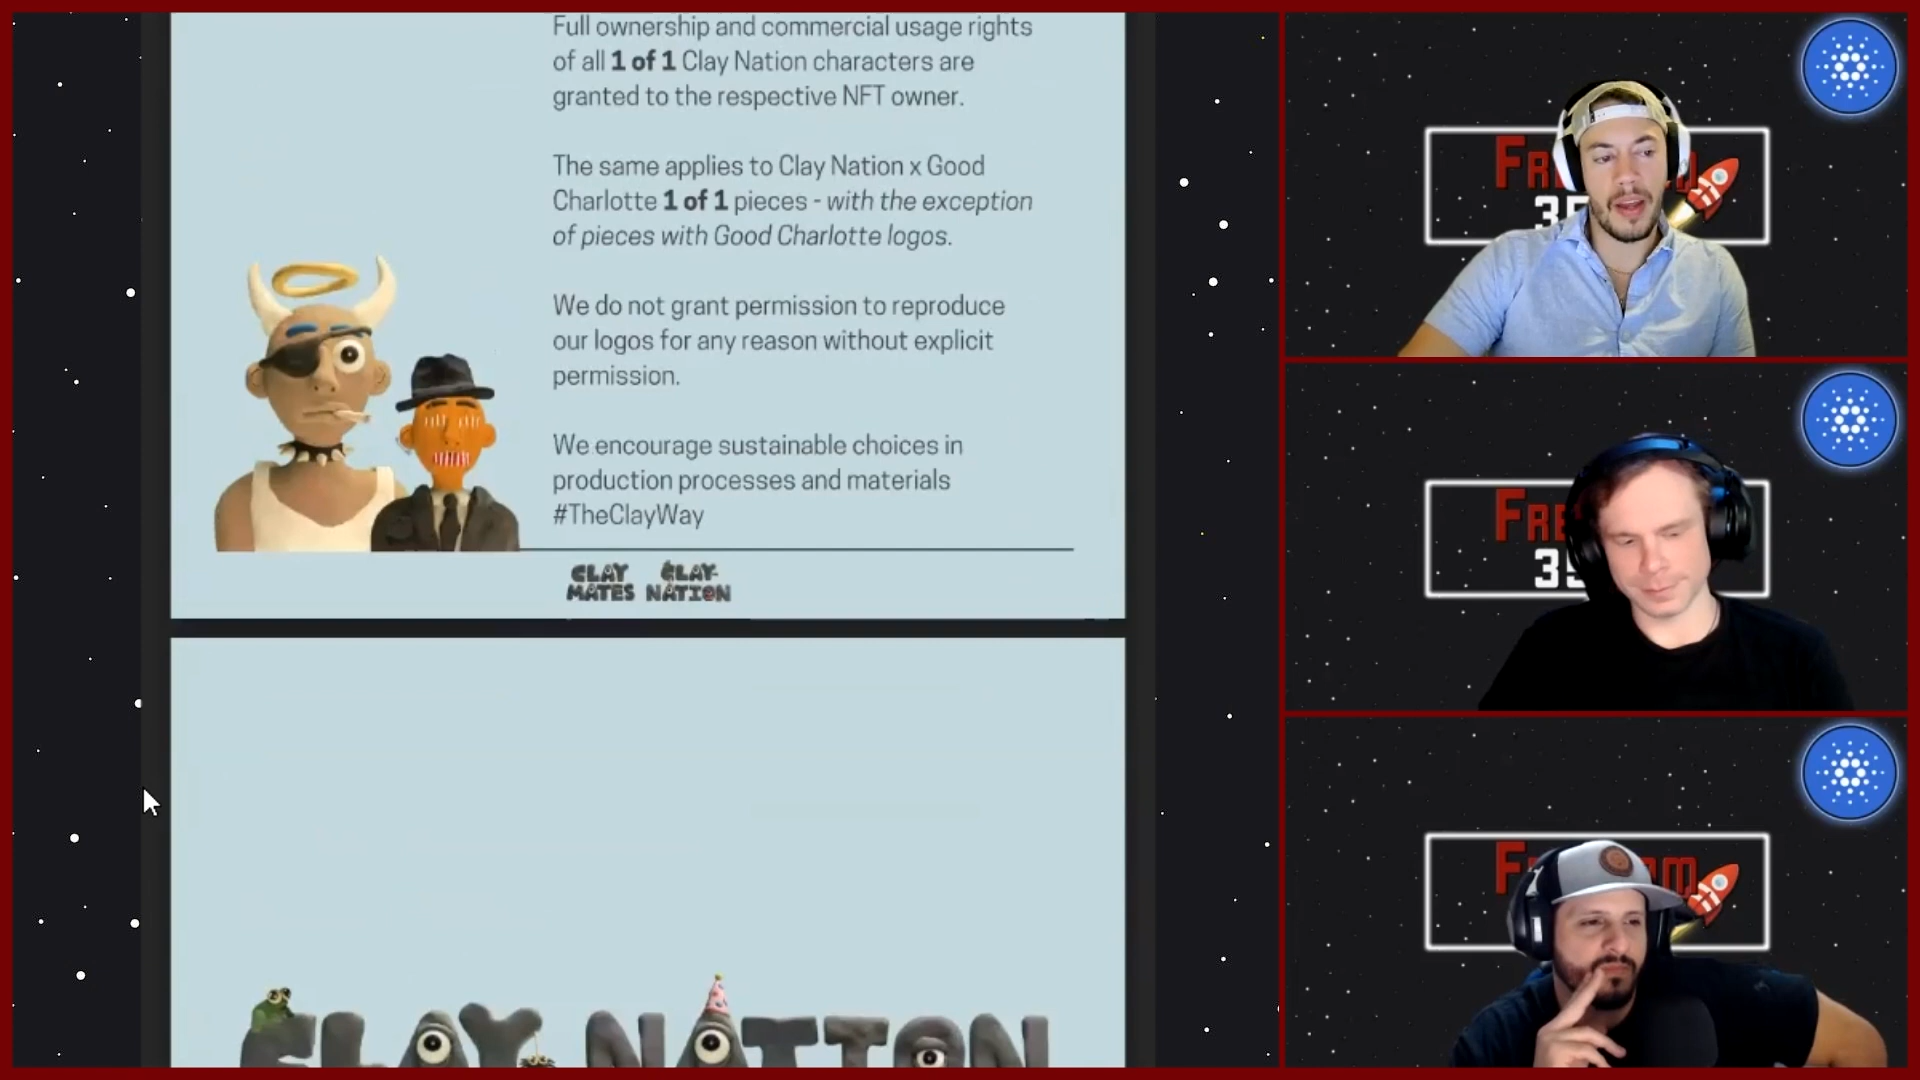 Full ownership and commercial usage rights
of all 1 of 1 Clay Nation characters are
granted to the respective NFT owner.
The same applies to Clay Nation x Good
Charlotte 1 of 1 pieces - with the exception
of pieces with Good Charlotte logos.
We do not grant permission to reproduce
our logos for any reason without explicit
permission.
We encourage sustainable choices in
production processes and materials
#TheClayWay
CLAY MATES
CLAY NATION
CLAY NATION